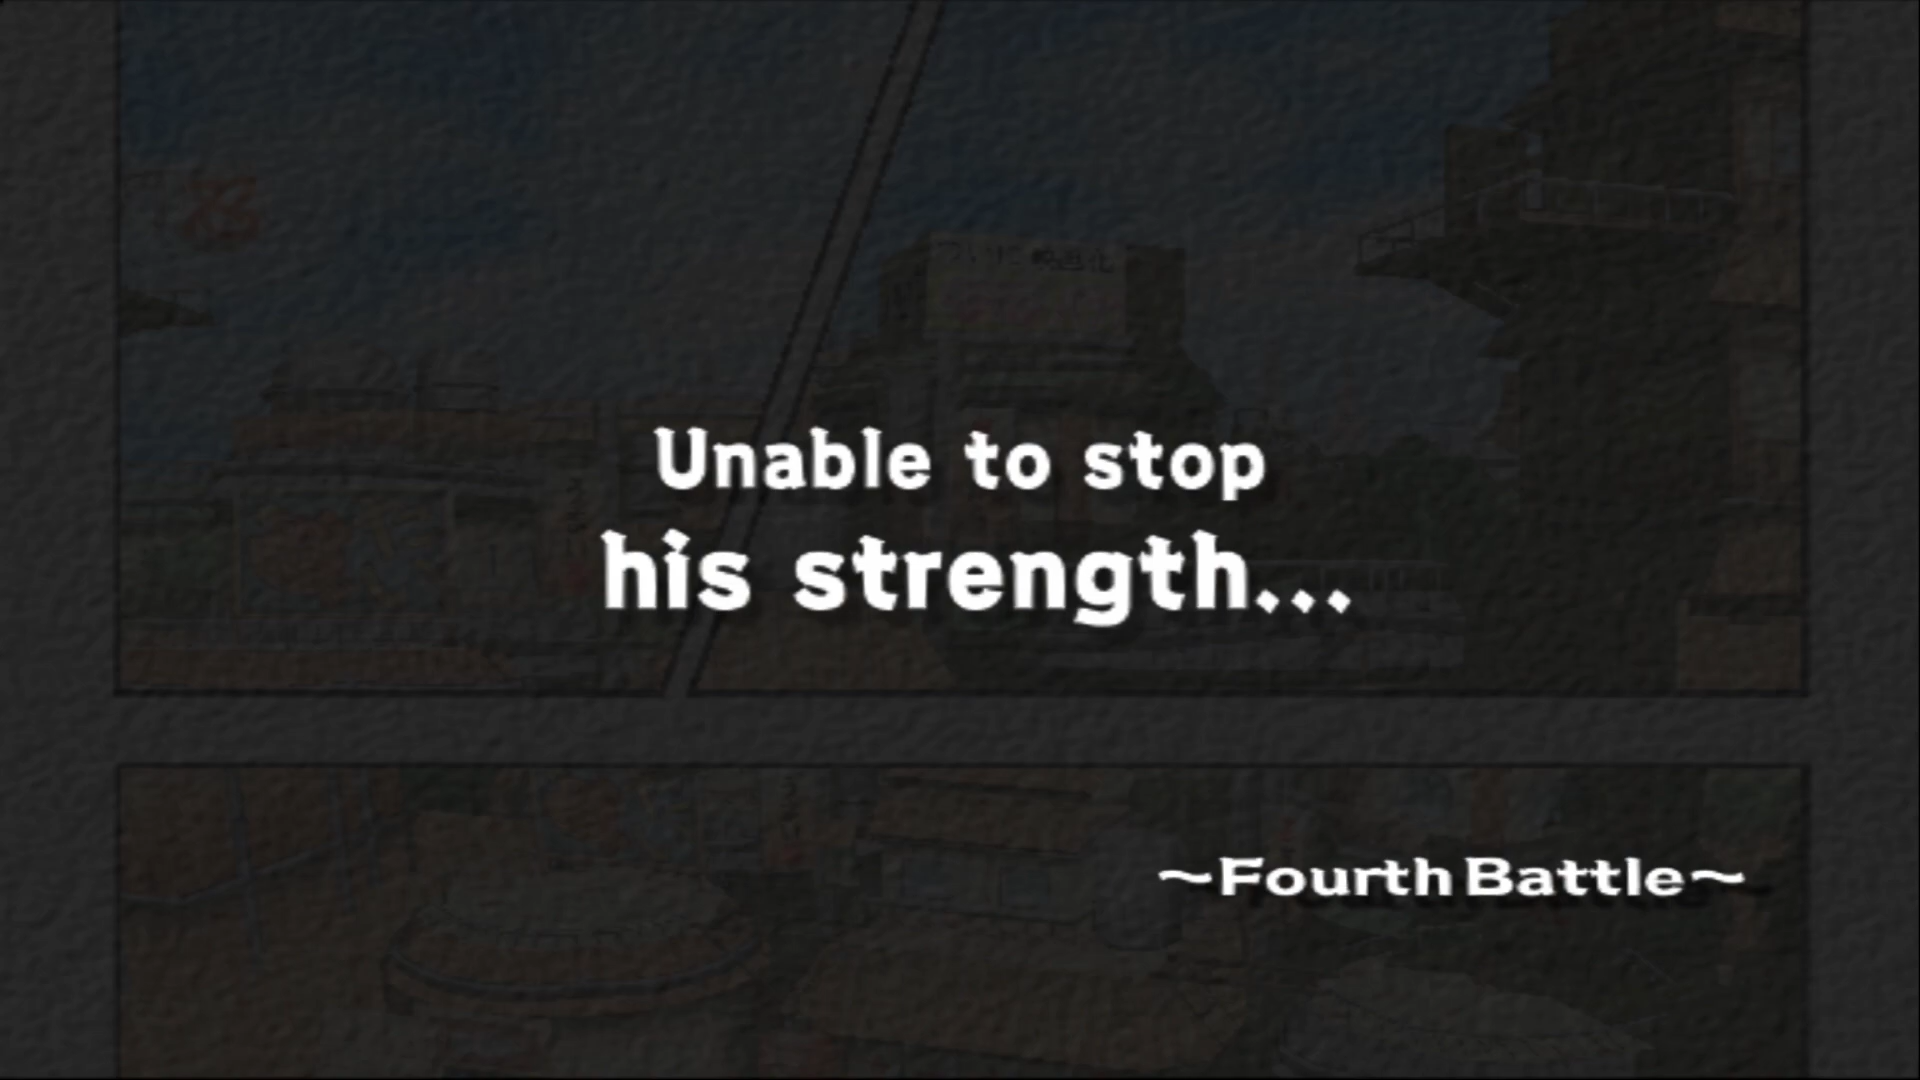 Unable to stop
his strength...
~Fourth Battle~